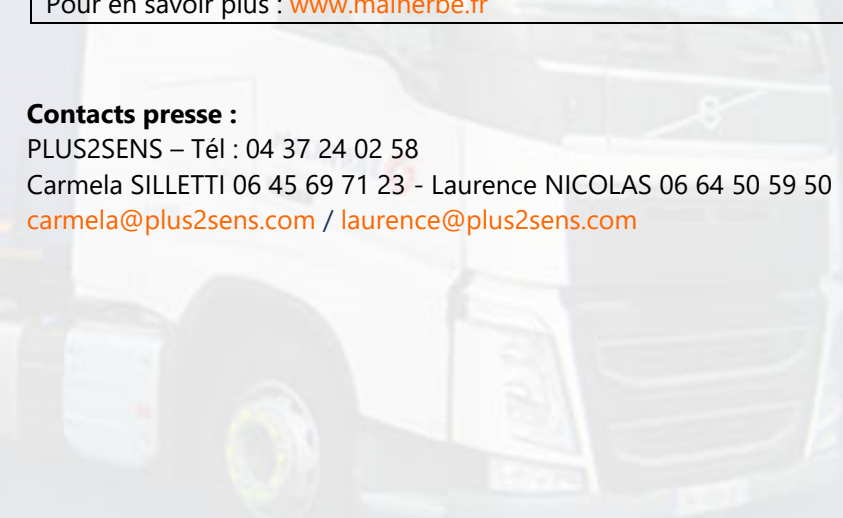 Pour en savoir plus : www.malherbe.fr
Contacts presse :
PLUS2SENS – Tél : 04 37 24 02 58
Carmela SILLETTI 06 45 69 71 23 - Laurence NICOLAS 06 64 50 59 50
carmela@plus2sens.com / laurence@plus2sens.com